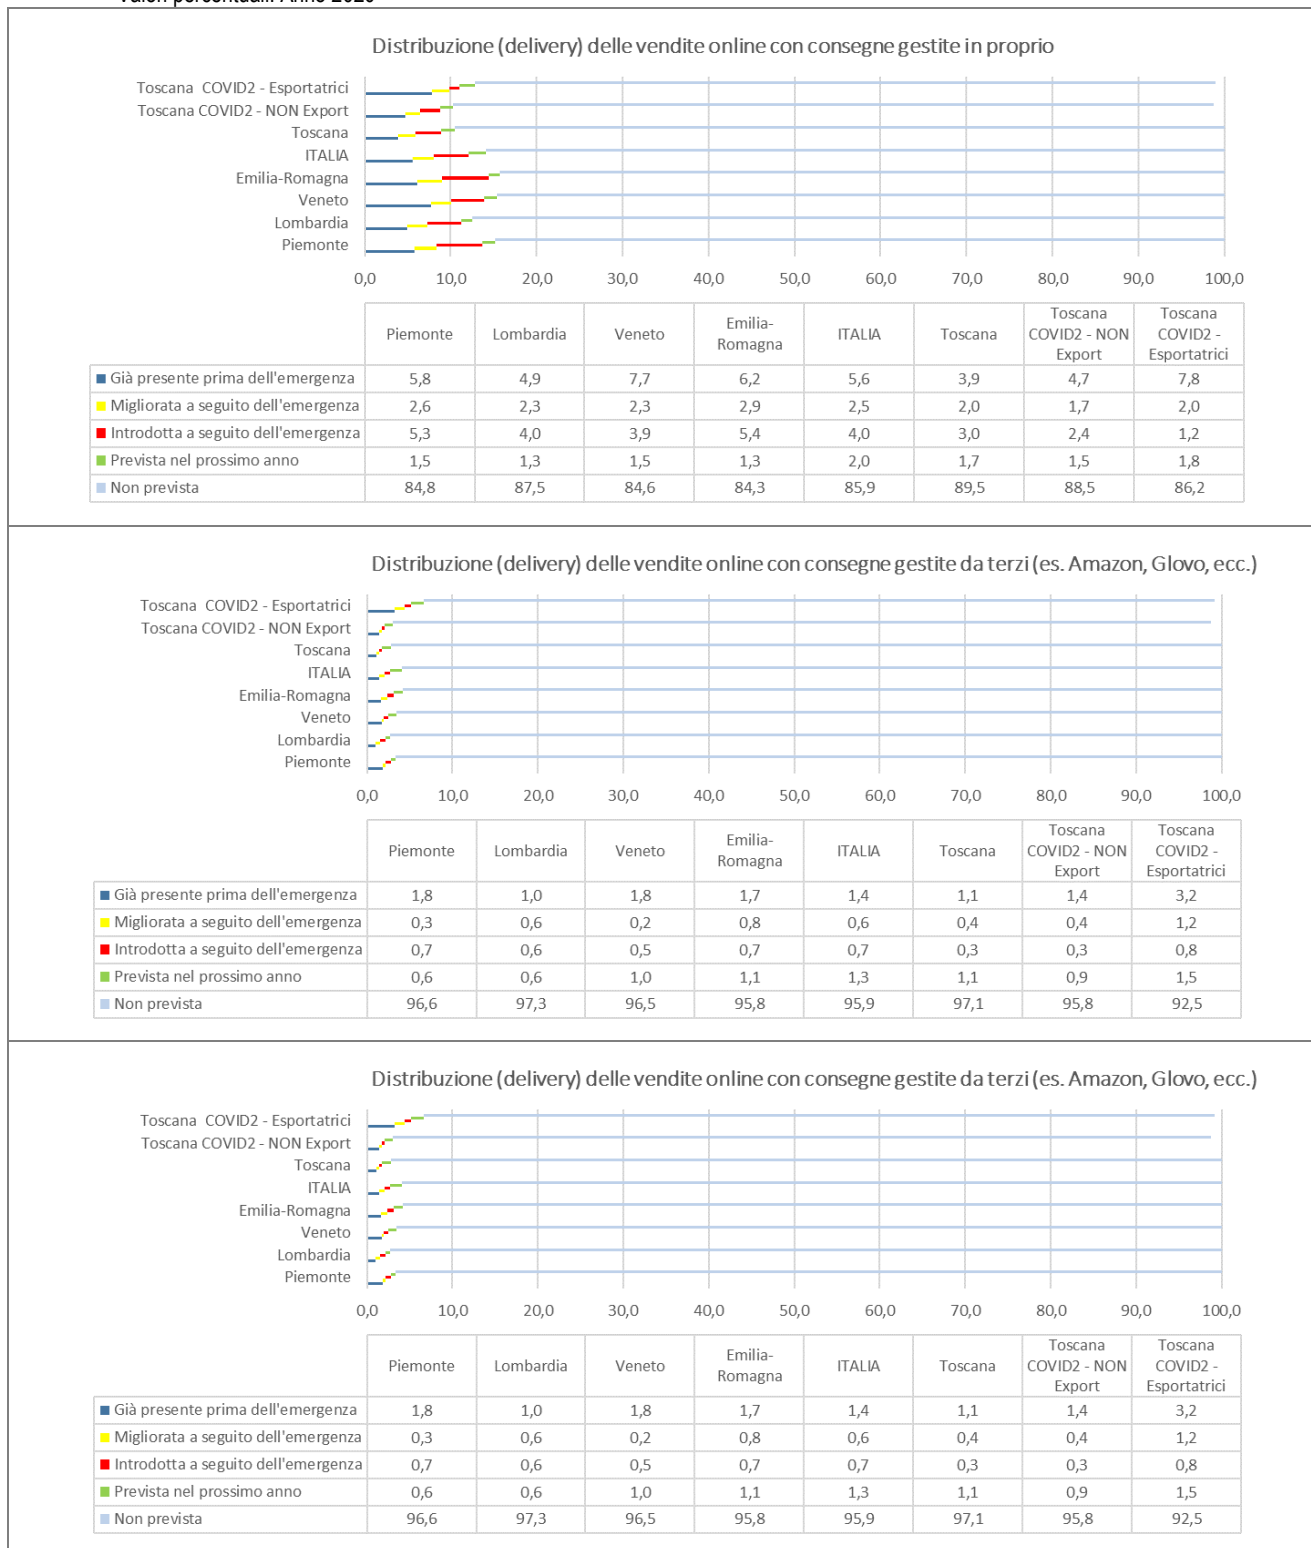 Valori percentuali. Anno 2020
Distribuzione (delivery) delle vendite online con consegne gestite in proprio
Toscana COVID2 - Esportatrici
Toscana COVID2 - NON Export
Toscana
ITALIA
Emilia-Romagna
Veneto
Lombardia
Piemonte
0,0 10,0 20,0 30,0 40,0 50,0 60,0 70,0 80,0 90,0 100,0
Piemonte Lombardia Veneto Emilia-Romagna ITALIA Toscana Toscana COVID2 - NON Export Toscana COVID2 - Esportatrici
Già presente prima dell'emergenza 5,8 4,9 7,7 6,2 5,6 3,9 4,7 7,8
Migliorata a seguito dell'emergenza 2,6 2,3 2,3 2,9 2,5 2,0 1,7 2,0
Introdotta a seguito dell'emergenza 5,3 4,0 3,9 5,4 4,0 3,0 2,4 1,2
Prevista nel prossimo anno 1,5 1,3 1,5 1,3 2,0 1,7 1,5 1,8
Non prevista 84,8 87,5 84,6 84,3 85,9 89,5 88,5 86,2
Distribuzione (delivery) delle vendite online con consegne gestite da terzi (es. Amazon, Glovo, ecc.)
Toscana COVID2 - Esportatrici
Toscana COVID2 - NON Export
Toscana
ITALIA
Emilia-Romagna
Veneto
Lombardia
Piemonte
0,0 10,0 20,0 30,0 40,0 50,0 60,0 70,0 80,0 90,0 100,0
Piemonte Lombardia Veneto Emilia-Romagna ITALIA Toscana Toscana COVID2 - NON Export Toscana COVID2 - Esportatrici
Già presente prima dell'emergenza 1,8 1,0 1,8 1,7 1,4 1,1 1,4 3,2
Migliorata a seguito dell'emergenza 0,3 0,6 0,2 0,8 0,6 0,4 0,4 1,2
Introdotta a seguito dell'emergenza 0,7 0,6 0,5 0,7 0,7 0,3 0,3 0,8
Prevista nel prossimo anno 0,6 0,6 1,0 1,1 1,3 1,1 0,9 1,5
Non prevista 96,6 97,3 96,5 95,8 95,9 97,1 95,8 92,5
Distribuzione (delivery) delle vendite online con consegne gestite da terzi (es. Amazon, Glovo, ecc.)
Toscana COVID2 - Esportatrici
Toscana COVID2 - NON Export
Toscana
ITALIA
Emilia-Romagna
Veneto
Lombardia
Piemonte
0,0 10,0 20,0 30,0 40,0 50,0 60,0 70,0 80,0 90,0 100,0
Piemonte Lombardia Veneto Emilia-Romagna ITALIA Toscana Toscana COVID2 - NON Export Toscana COVID2 - Esportatrici
Già presente prima dell'emergenza 1,8 1,0 1,8 1,7 1,4 1,1 1,4 3,2
Migliorata a seguito dell'emergenza 0,3 0,6 0,2 0,8 0,6 0,4 0,4 1,2
Introdotta a seguito dell'emergenza 0,7 0,6 0,5 0,7 0,7 0,3 0,3 0,8
Prevista nel prossimo anno 0,6 0,6 1,0 1,1 1,3 1,1 0,9 1,5
Non prevista 96,6 97,3 96,5 95,8 95,9 97,1 95,8 92,5